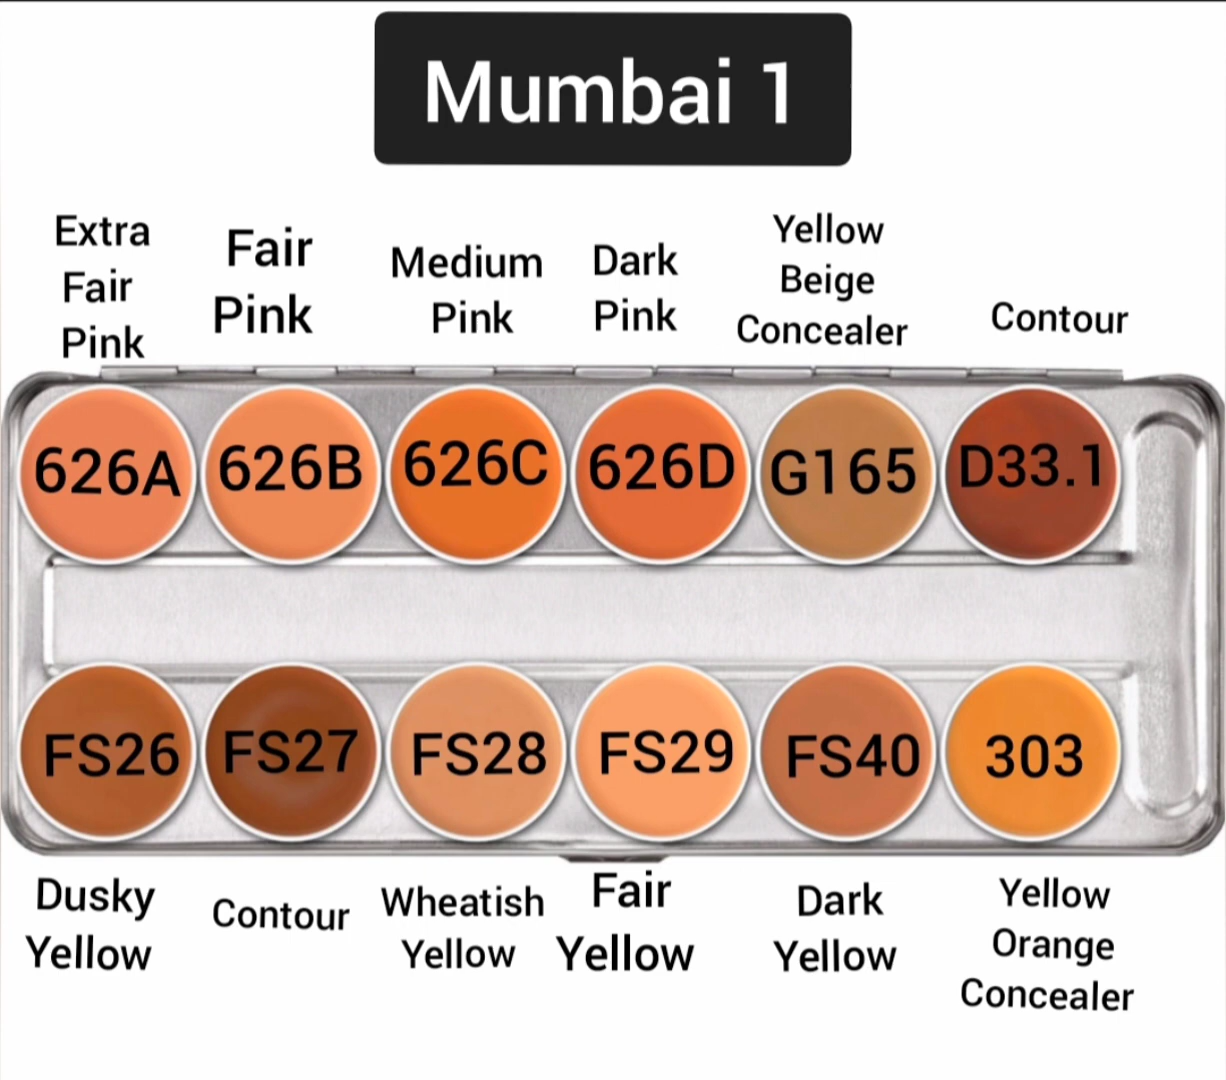 Mumbai 1
Extra
Fair
Pink
Fair
Pink
Medium
Pink
Dark
Pink
Yellow
Beige
Concealer
Contour
626A 626B 626C 626D G165 D33.1
FS26 FS27 FS28 FS29 FS40 303
Dusky
Yellow
Contour
Wheatish
Yellow
Fair
Yellow
Dark
Yellow
Yellow
Orange
Concealer